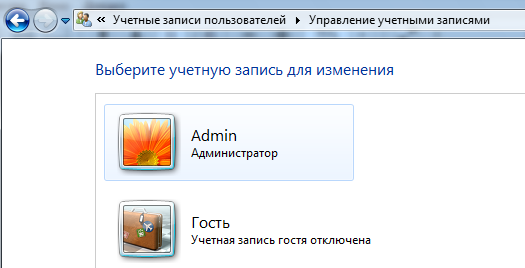 « Учетные записи пользователей ▸ Управление учетными записями
Выберите учетную запись для изменения
Admin
Администратор
Гость
Учетная запись гостя отключена